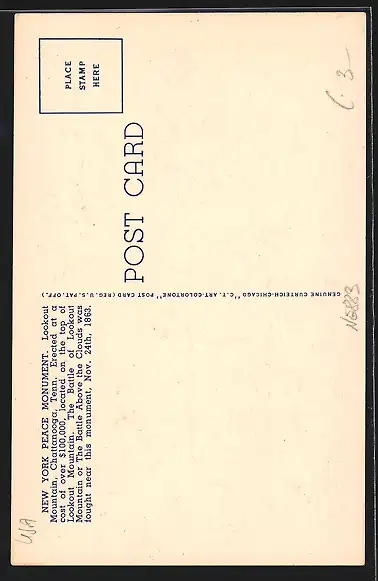 NEW YORK PEACE MONUMENT. Lookout
Mountain, Chattanooga, Tenn. Erected at a
cost of over $100,000, located on the top of
Lookout Mountain. The Battle of Lookout
Mountain or The Battle Above the Clouds was
fought near this monument, Nov. 24th, 1863.
POST CARD
PLACE
STAMP
HERE
GENUINE CURTEICH-CHICAGO "C.T. ART-COLORTONE" POST CARD (REG. U.S. PAT. OFF.)
USA